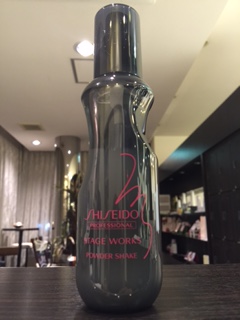 SHISEIDO
PROFESSIONAL
STAGE WORKS
POWDER SHAKE